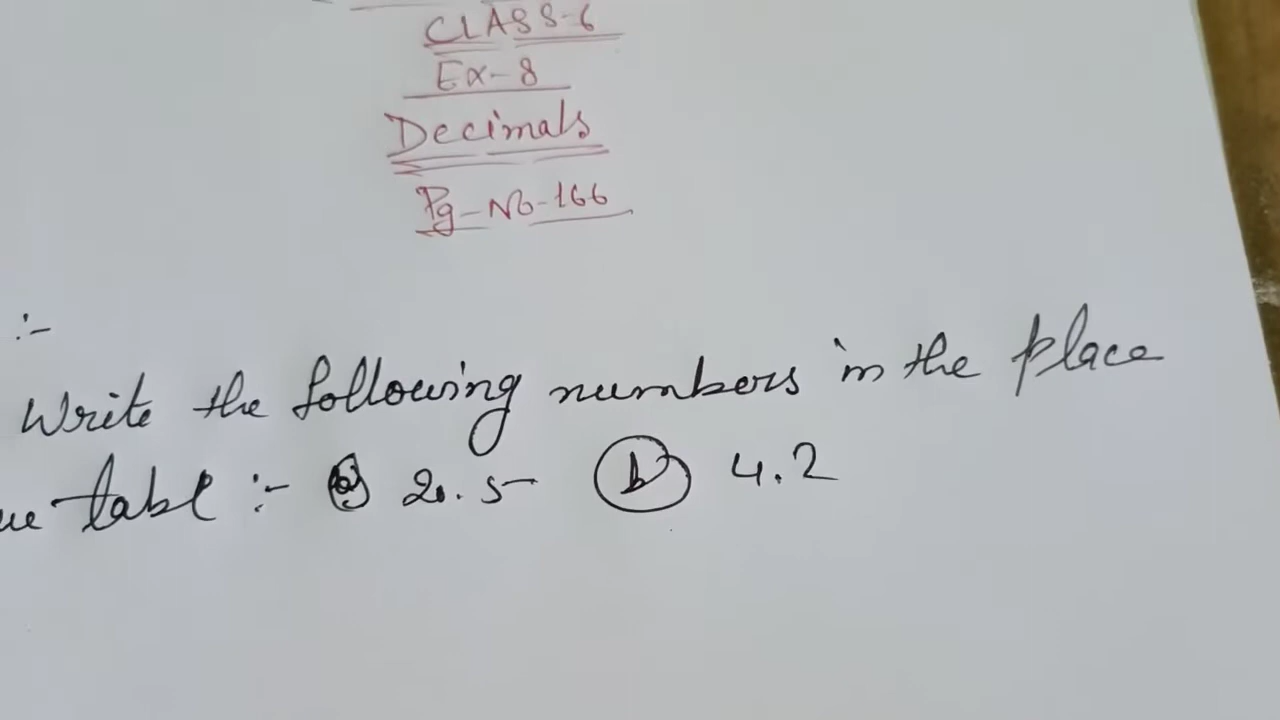 CLASS-6
Ex-8
Decimals
Pg-No-166
:-
Write the following numbers in the place
ue table :- (a) 20.5 (b) 4.2